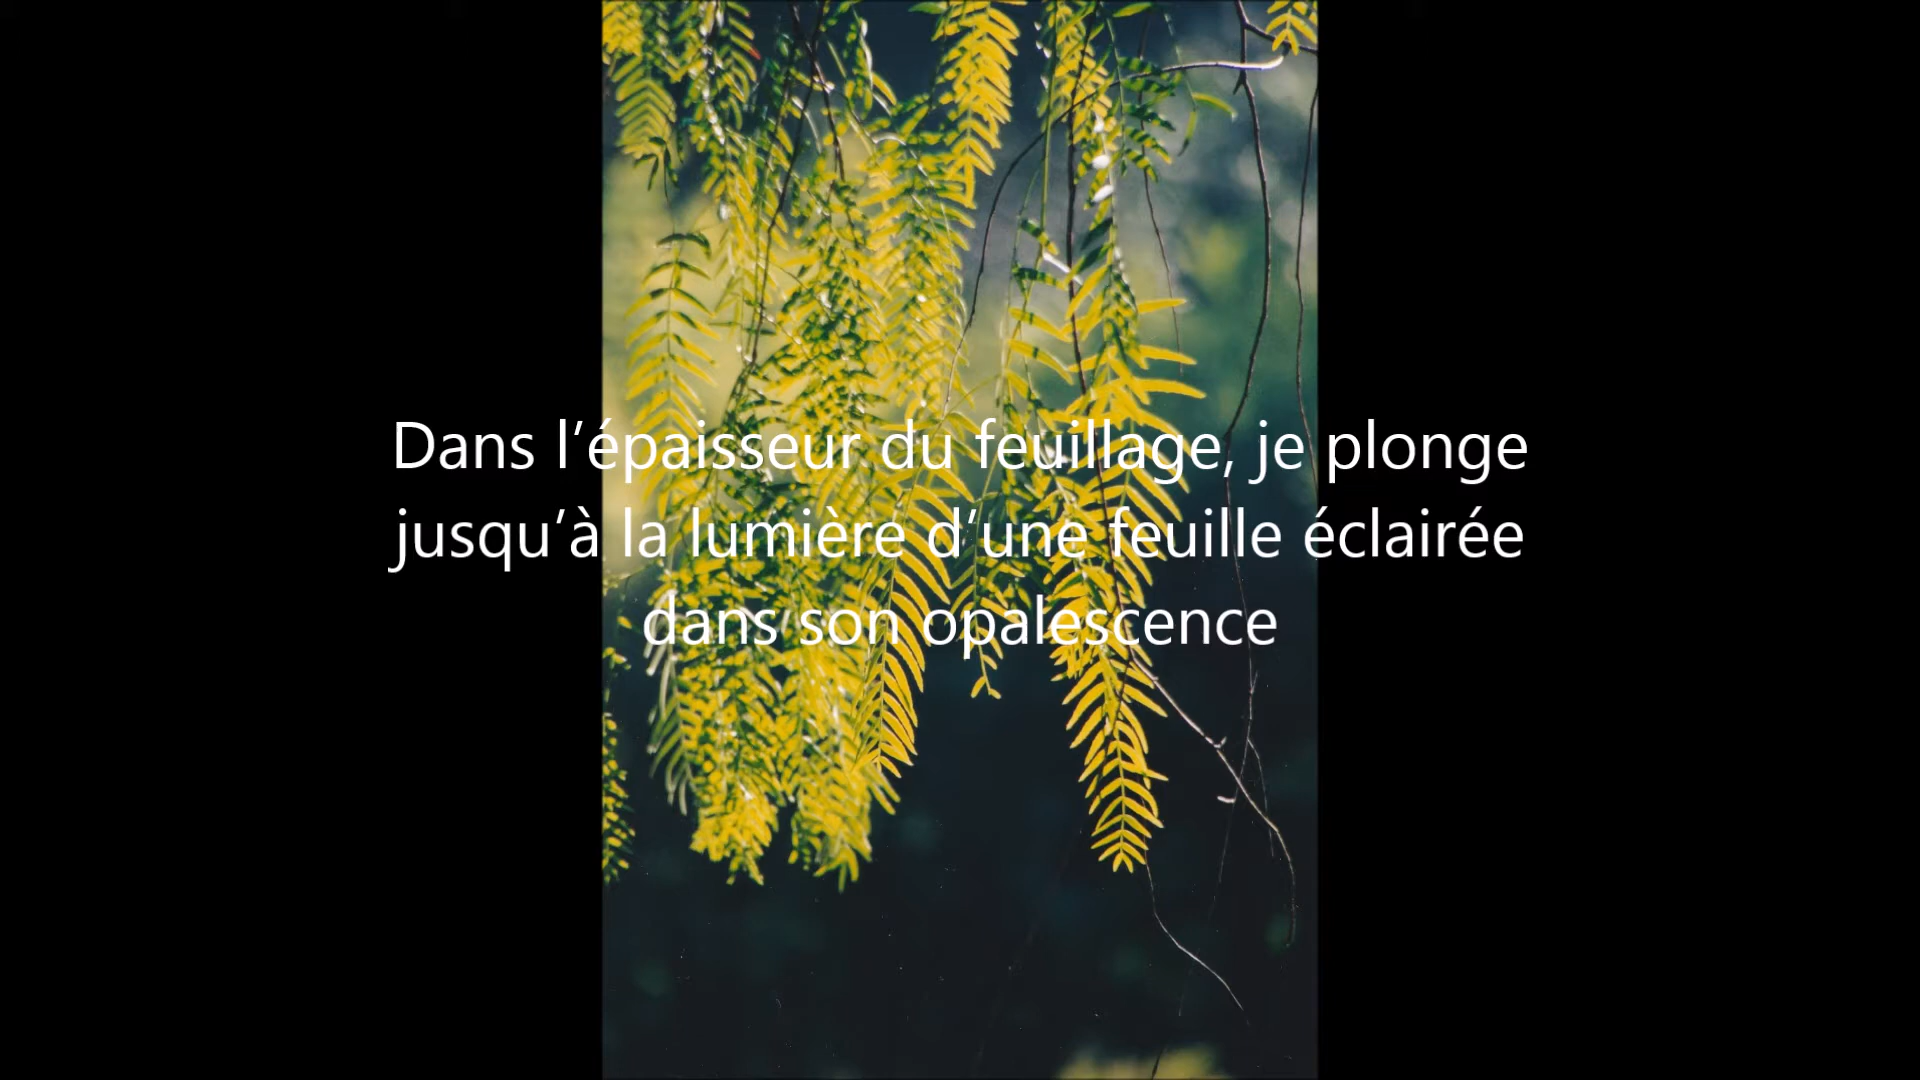 Dans l’épaisseur du feuillage, je plonge
jusqu’à la lumière d’une feuille éclairée
dans son opalescence